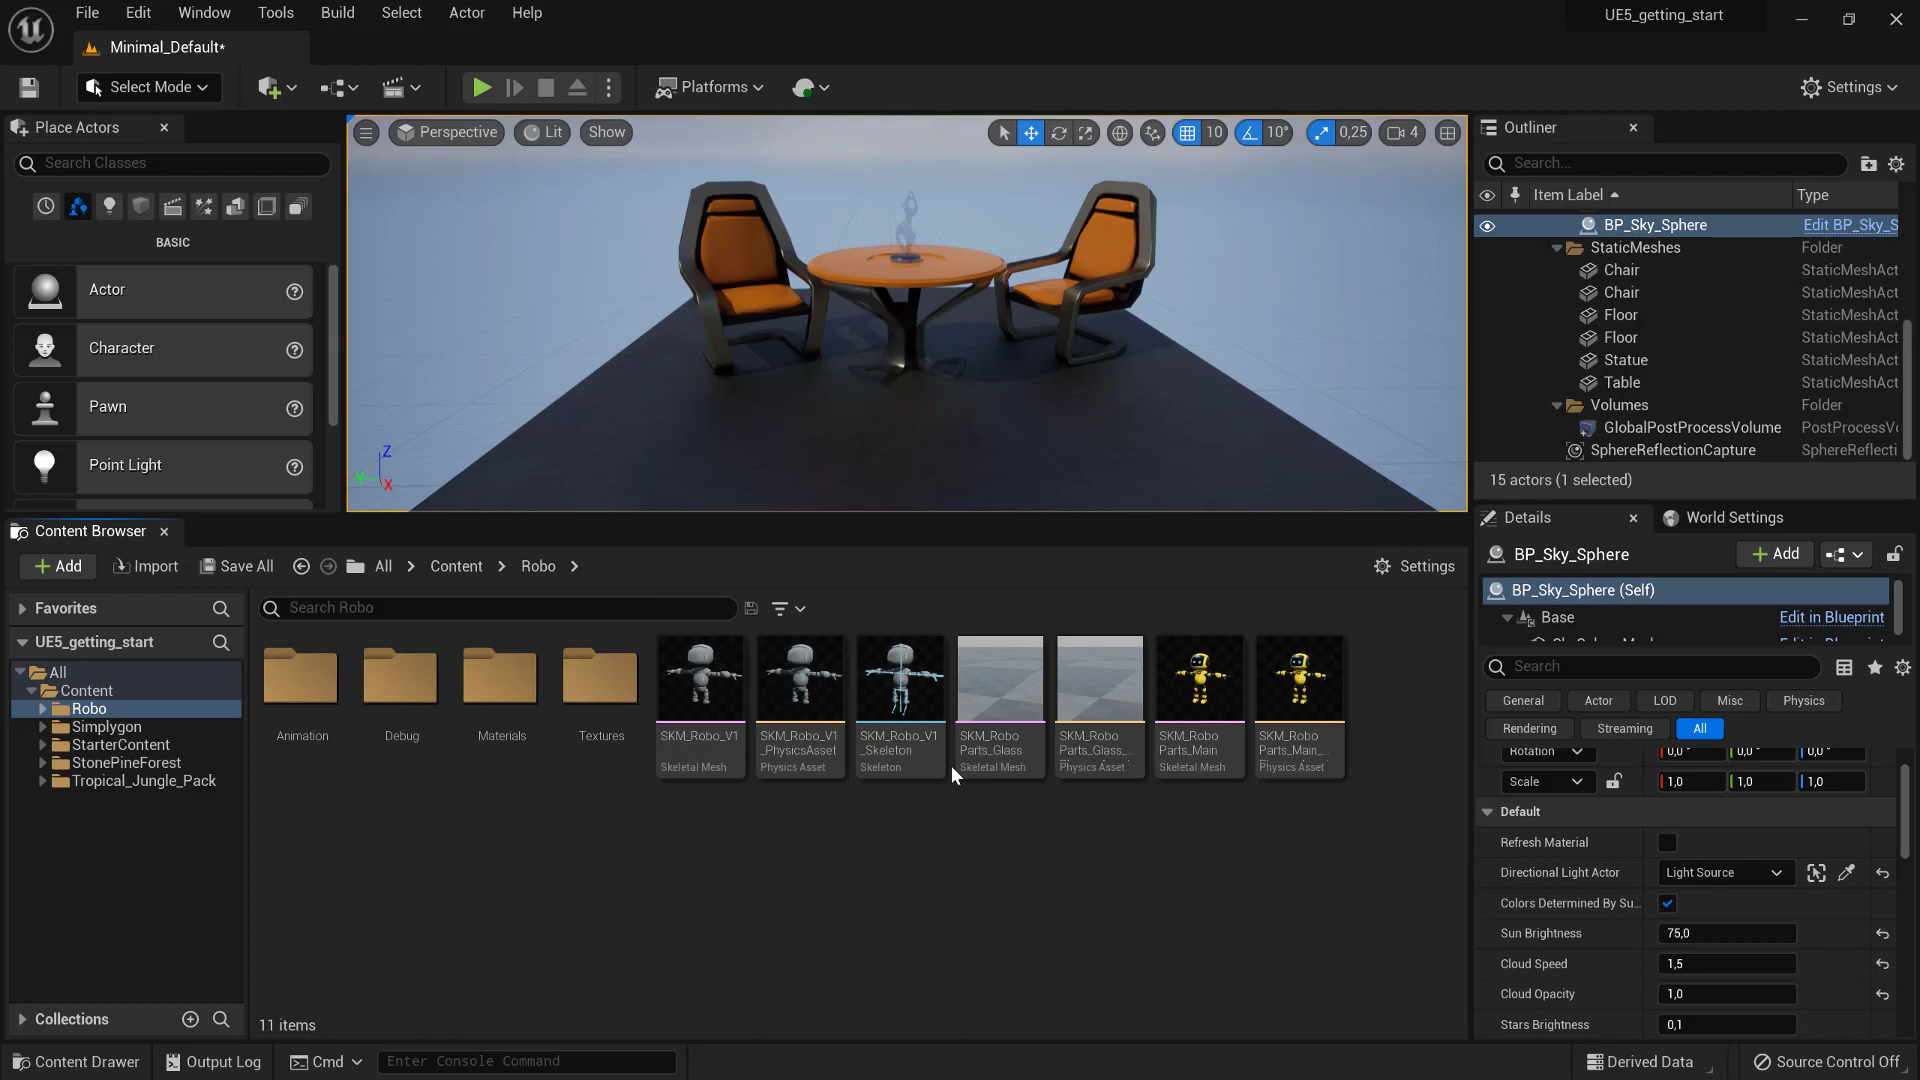 File Edit Window Tools Build Select Actor Help
UE5_getting_start
Minimal_Default*
Select Mode
Platforms
Settings
Place Actors
Search Classes
BASIC
Actor
Character
Pawn
Point Light
Perspective Lit Show
10 10° 0,25 4
Z
Y
X
Outliner
Search...
Item Label Type
BP_Sky_Sphere Edit BP_Sky_S
StaticMeshes Folder
Chair StaticMeshAct
Chair StaticMeshAct
Floor StaticMeshAct
Floor StaticMeshAct
Statue StaticMeshAct
Table StaticMeshAct
Volumes Folder
GlobalPostProcessVolume PostProcessV
SphereReflectionCapture SphereReflecti
15 actors (1 selected)
Content Browser
Add Import Save All All Content Robo Settings
Favorites
UE5_getting_start
All
Content
Robo
Simplygon
StarterContent
StonePineForest
Tropical_Jungle_Pack
Collections
Search Robo
Animation
Debug
Materials
Textures
SKM_Robo_V1
Skeletal Mesh
SKM_Robo_V1
_PhysicsAsset
Physics Asset
SKM_Robo_V1
_Skeleton
Skeleton
SKM_Robo
Parts_Glass
Skeletal Mesh
SKM_Robo
Parts_Glass_...
Physics Asset
SKM_Robo
Parts_Main
Skeletal Mesh
SKM_Robo
Parts_Main_...
Physics Asset
11 items
Details World Settings
BP_Sky_Sphere Add
BP_Sky_Sphere (Self)
Base Edit in Blueprint
Search
General Actor LOD Misc Physics
Rendering Streaming All
Rotation 0,0° 0,0° 0,0°
Scale 1,0 1,0 1,0
Default
Refresh Material
Directional Light Actor Light Source
Colors Determined By Su...
Sun Brightness 75,0
Cloud Speed 1,5
Cloud Opacity 1,0
Stars Brightness 0,1
Content Drawer Output Log Cmd Enter Console Command Derived Data Source Control Off